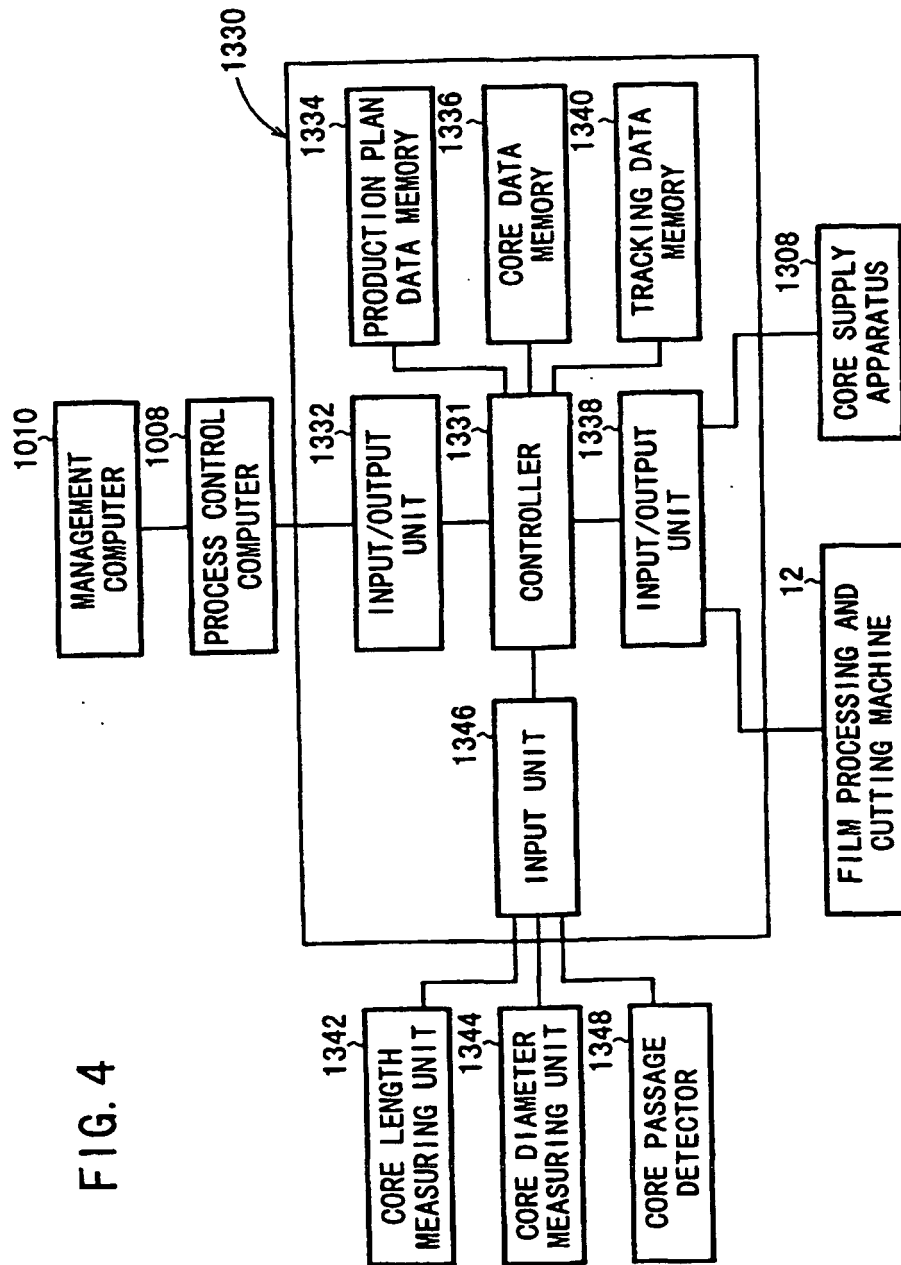 FIG. 4
1010
MANAGEMENT
COMPUTER
1008
PROCESS CONTROL
COMPUTER
1330
1332
INPUT/OUTPUT
UNIT
1334
PRODUCTION PLAN
DATA MEMORY
1331
CONTROLLER
1336
CORE DATA
MEMORY
1338
INPUT/OUTPUT
UNIT
1340
TRACKING DATA
MEMORY
1346
INPUT UNIT
1342
CORE LENGTH
MEASURING UNIT
1344
CORE DIAMETER
MEASURING UNIT
1348
CORE PASSAGE
DETECTOR
12
FILM PROCESSING AND
CUTTING MACHINE
1308
CORE SUPPLY
APPARATUS